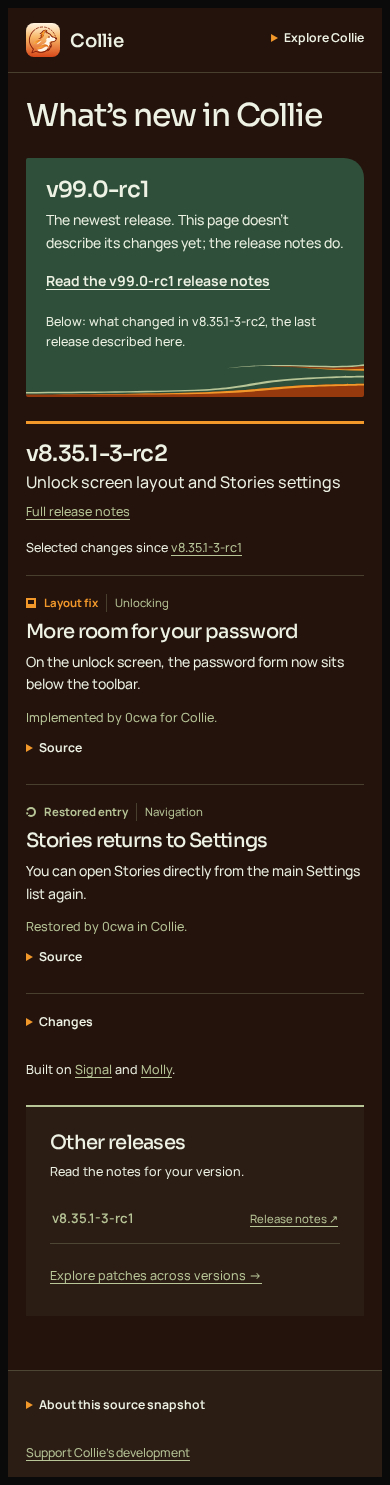 Collie
Explore Collie
What's new in Collie
v99.0-rc1
The newest release. This page doesn't
describe its changes yet; the release notes do.
Read the v99.0-rc1 release notes
Below: what changed in v8.35.1-3-rc2, the last
release described here.
v8.35.1-3-rc2
Unlock screen layout and Stories settings
Full release notes
Selected changes since v8.35.1-3-rc1
Layout fix | Unlocking
More room for your password
On the unlock screen, the password form now sits
below the toolbar.
Implemented by 0cwa for Collie.
Source
Restored entry | Navigation
Stories returns to Settings
You can open Stories directly from the main Settings
list again.
Restored by 0cwa in Collie.
Source
Changes
Built on Signal and Molly.
Other releases
Read the notes for your version.
v8.35.1-3-rc1
Release notes ↗
Explore patches across versions →
About this source snapshot
Support Collie's development